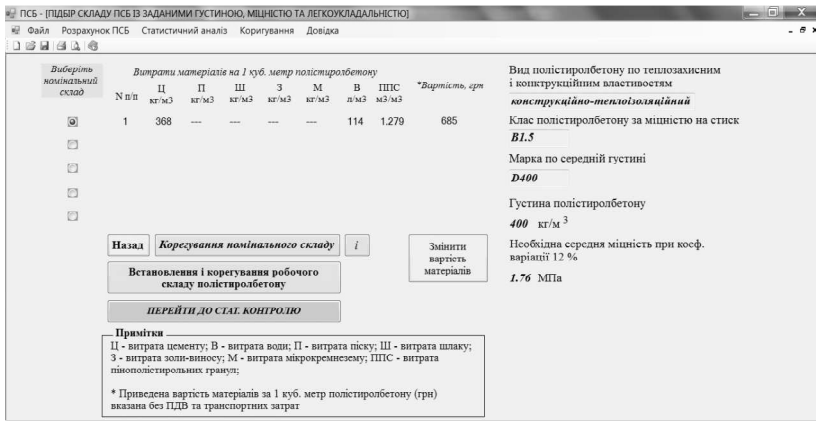 ПСБ - [ПІДБІР СКЛАДУ ПСБ ІЗ ЗАДАНИМИ ГУСТИНОЮ, МІЦНІСТЮ ТА ЛЕГКОУКЛАДАЛЬНІСТЮ]
Файл Розрахунок ПСБ Статистичний аналіз Коригування Довідка
Виберіть номінальний склад
Витрати матеріалів на 1 куб. метр полістиролбетону
N п/п Ц кг/м3 П кг/м3 Ш кг/м3 З кг/м3 М кг/м3 В л/м3 ППС м3/м3 *Вартість, грн
1 368 --- --- --- --- 114 1.279 685
Вид полістиролбетону по теплозахисним
і конктрукційним властивостям
конструкційно-теплоізоляційний
Клас полістиролбетону за міцністю на стиск
B1.5
Марка по середній густині
D400
Густина полістиролбетону
400 кг/м 3
Необхідна середня міцність при коеф.
варіації 12 %
1.76 МПа
Назад Корегування номінального складу i
Змінити
вартість
матеріалів
Встановлення і корегування робочого
складу полістиролбетону
ПЕРЕЙТИ ДО СТАТ. КОНТРОЛЮ
Примітки
Ц - витрата цементу; В - витрата води; П - витрата піску; Ш - витрата шлаку;
З - витрата золи-виносу; М - витрата мікрокремнезему; ППС - витрата
пінополістирольних гранул;
* Приведена вартість матеріалів за 1 куб. метр полістиролбетону (грн)
вказана без ПДВ та транспортних затрат